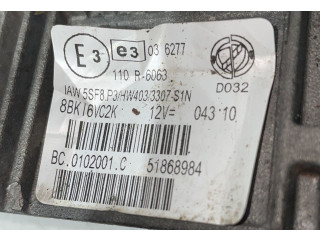 E3 e3 03 6277
110 R-6063 D032
IAW 5SF8.P3/HW403/3307-S1N
12V= 043 10
BC.0102001.C 51868984